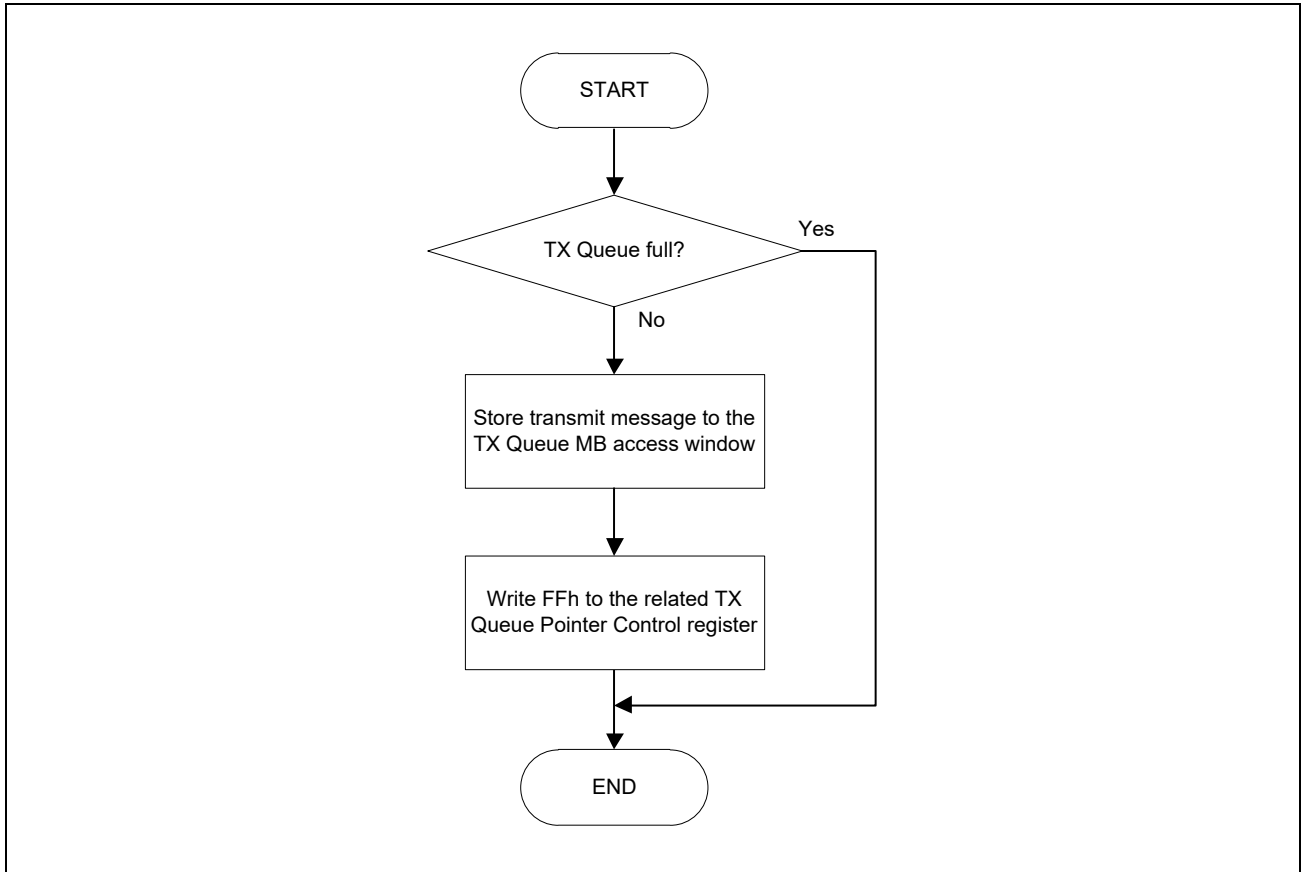 START
TX Queue full?
Yes
No
Store transmit message to the
TX Queue MB access window
Write FFh to the related TX
Queue Pointer Control register
END